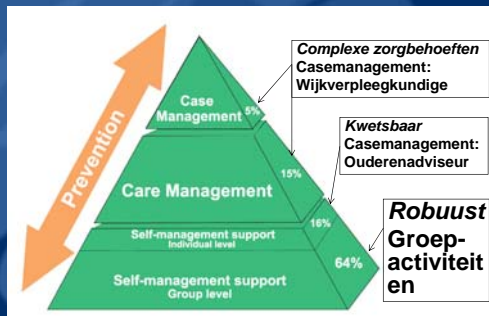 Prevention
Case
Management
5%
Care Management
15%
Self-management support
Individual level
16%
Self-management support
Group level
64%
Complexe zorgbehoeften
Casemanagement:
Wijkverpleegkundige
Kwetsbaar
Casemanagement:
Ouderenadviseur
Robuust
Groep-
activiteit
en